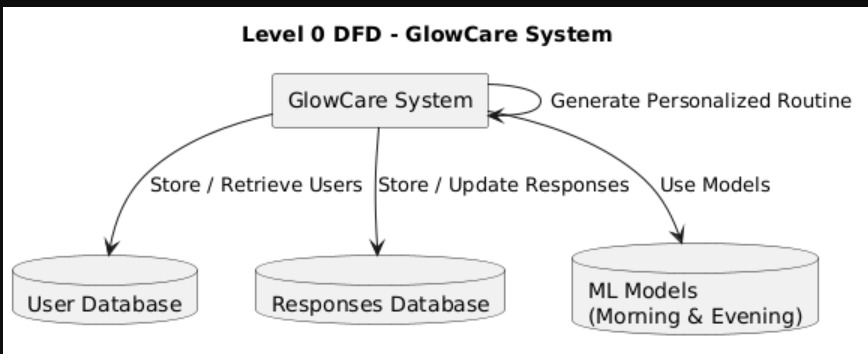 Level 0 DFD - GlowCare System
GlowCare System
Generate Personalized Routine
Store / Retrieve Users
Store / Update Responses
Use Models
User Database
Responses Database
ML Models
(Morning & Evening)